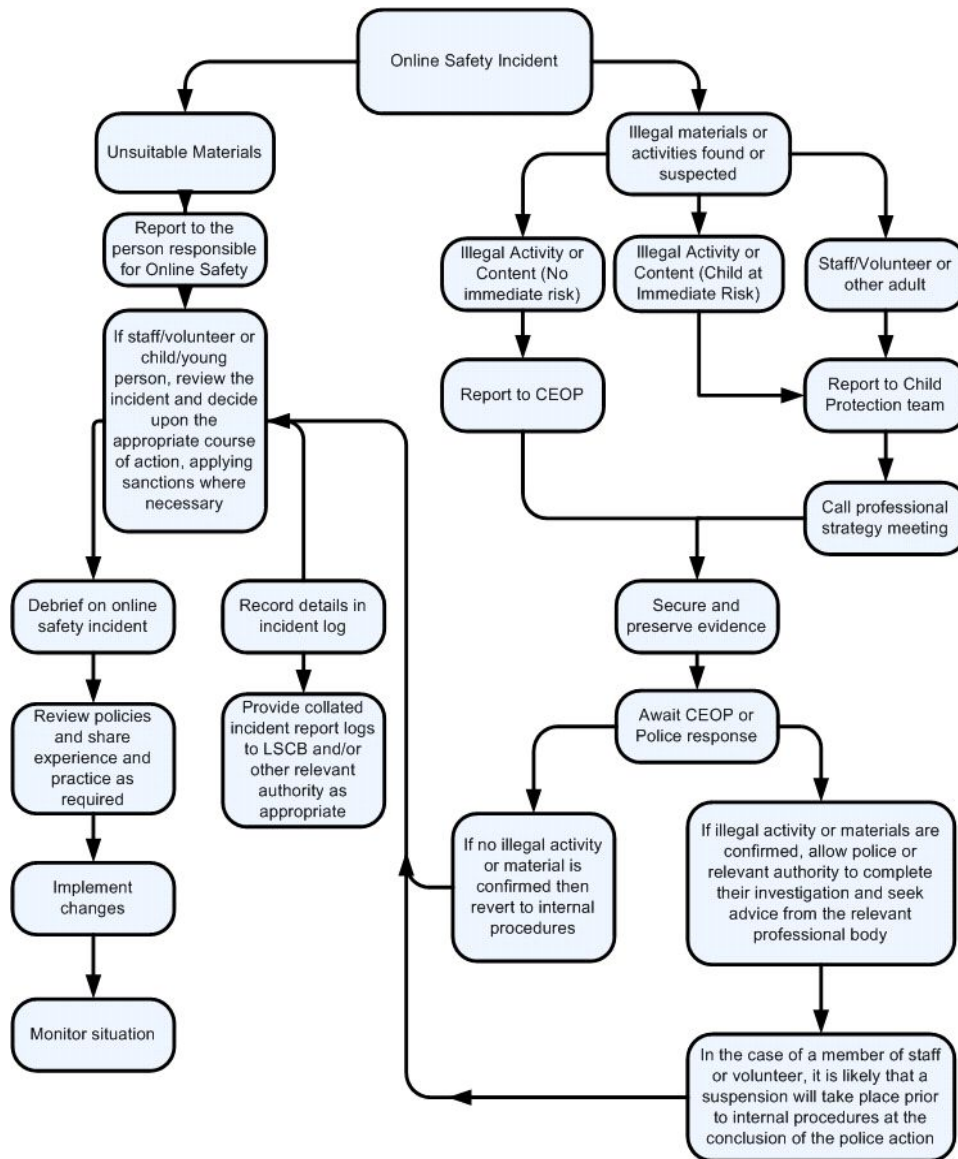 Online Safety Incident
Unsuitable Materials
Report to the
person responsible
for Online Safety
If staff/volunteer or
child/young
person, review the
incident and decide
upon the
appropriate course
of action, applying
sanctions where
necessary
Debrief on online
safety incident
Review policies
and share
experience and
practice as
required
Implement
changes
Monitor situation
Record details in
incident log
Provide collated
incident report logs
to LSCB and/or
other relevant
authority as
appropriate
Illegal materials or
activities found or
suspected
Illegal Activity or
Content (No
immediate risk)
Illegal Activity or
Content (Child at
Immediate Risk)
Staff/Volunteer or
other adult
Report to CEOP
Report to Child
Protection team
Call professional
strategy meeting
Secure and
preserve evidence
Await CEOP or
Police response
If no illegal activity
or material is
confirmed then
revert to internal
procedures
If illegal activity or materials are
confirmed, allow police or
relevant authority to complete
their investigation and seek
advice from the relevant
professional body
In the case of a member of staff
or volunteer, it is likely that a
suspension will take place prior
to internal procedures at the
conclusion of the police action